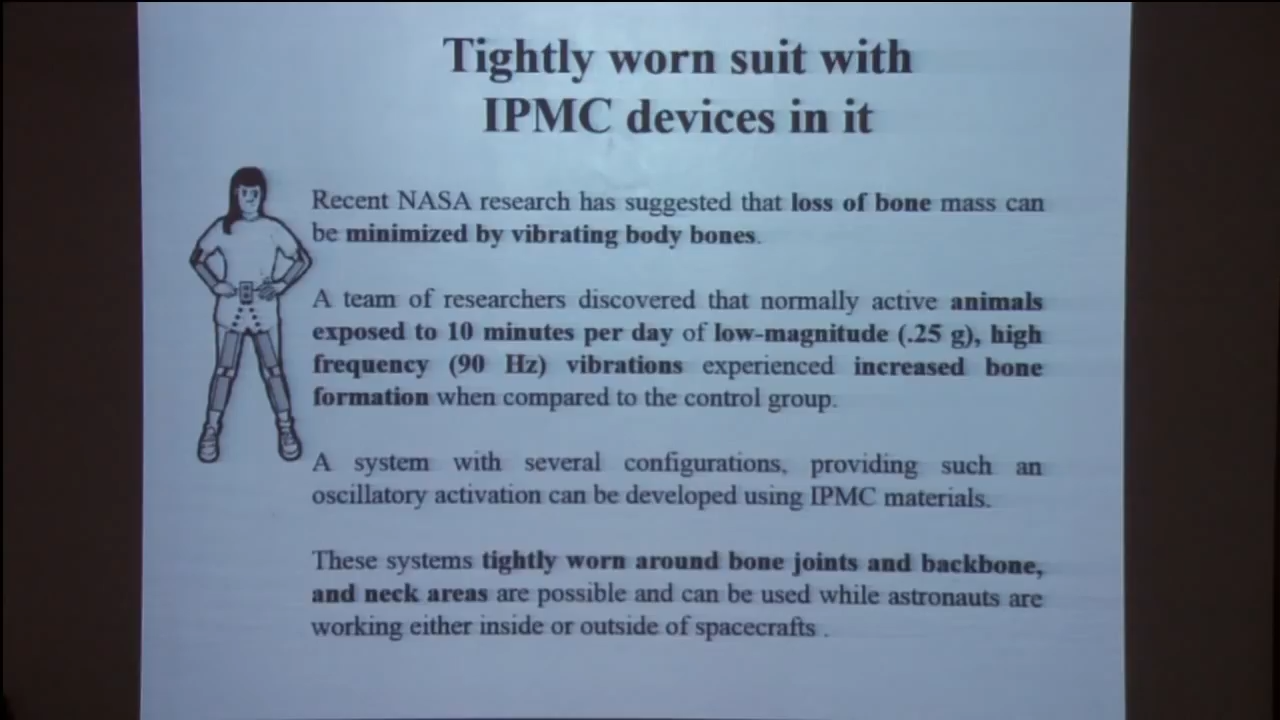 Tightly worn suit with
IPMC devices in it
Recent NASA research has suggested that loss of bone mass can
be minimized by vibrating body bones.
A team of researchers discovered that normally active animals
exposed to 10 minutes per day of low-magnitude (.25 g), high
frequency (90 Hz) vibrations experienced increased bone
formation when compared to the control group.
A system with several configurations, providing such an
oscillatory activation can be developed using IPMC materials.
These systems tightly worn around bone joints and backbone,
and neck areas are possible and can be used while astronauts are
working either inside or outside of spacecrafts .